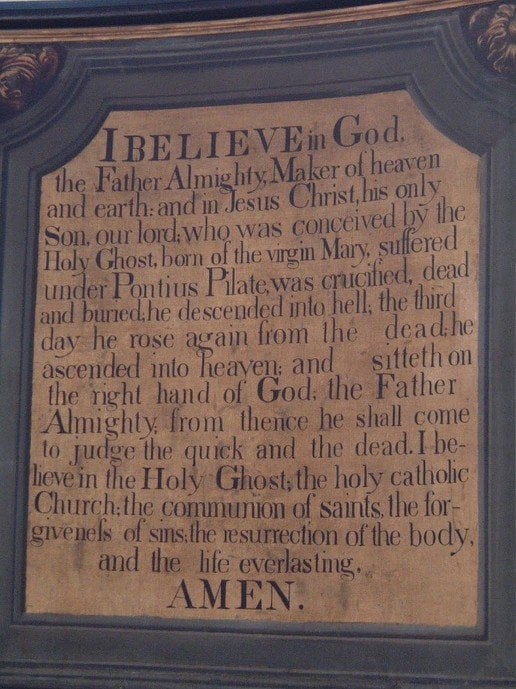 I BELIEVE in God,
the Father Almighty, Maker of heaven
and earth: and in Jesus Christ, his only
Son, our lord; who was conceived by the
Holy Ghost, born of the virgin Mary, suffered
under Pontius Pilate, was crucified, dead
and buried; he descended into hell; the third
day he rose again from the dead; he
ascended into heaven; and sitteth on
the right hand of God; the Father
Almighty; from thence he shall come
to judge the quick and the dead. I be-
lieve in the Holy Ghost; the holy catholic
Church; the communion of saints, the for-
giveneſs of sins; the resurrection of the body,
and the life everlasting.
AMEN.